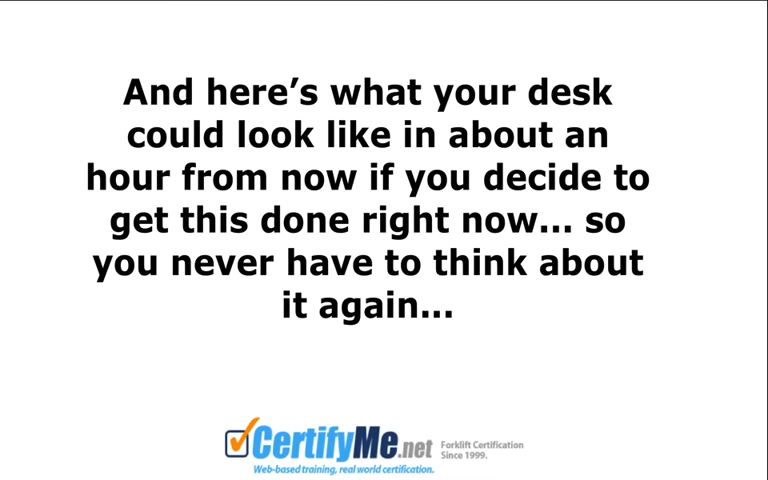 And here’s what your desk
could look like in about an
hour from now if you decide to
get this done right now... so
you never have to think about
it again...
CertifyMe.net
Forklift Certification
Since 1999.
Web-based training, real world certification.